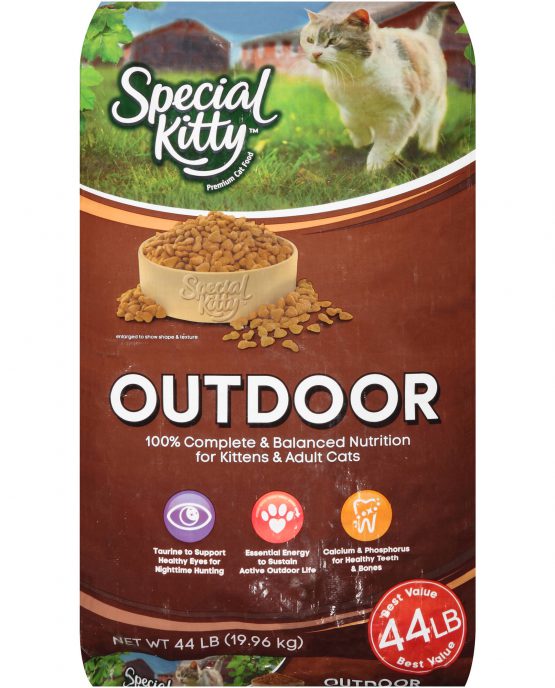 Special
Kitty™
Premium Cat Food
Special
Kitty
enlarged to show shape & texture
OUTDOOR
100% Complete & Balanced Nutrition
for Kittens & Adult Cats
Taurine to Support
Healthy Eyes for
Nighttime Hunting
Essential Energy
to Sustain
Active Outdoor Life
Calcium & Phosphorus
for Healthy Teeth
& Bones
NET WT 44 LB (19.96 kg)
Best Value
44LB
Best Value
OUTDOOR